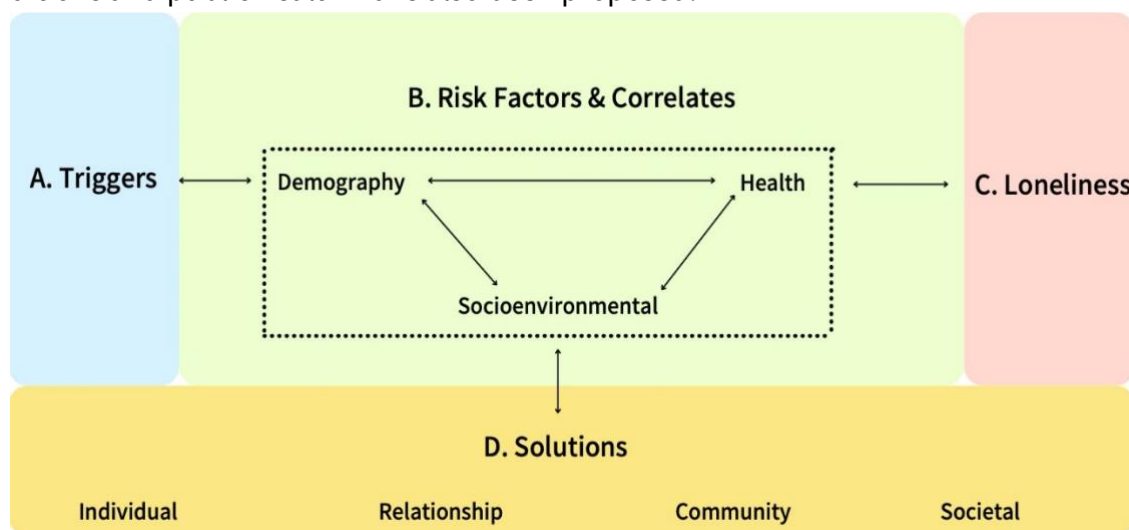 B. Risk Factors & Correlates
A. Triggers
Demography
Health
C. Loneliness
Socioenvironmental
D. Solutions
Individual
Relationship
Community
Societal